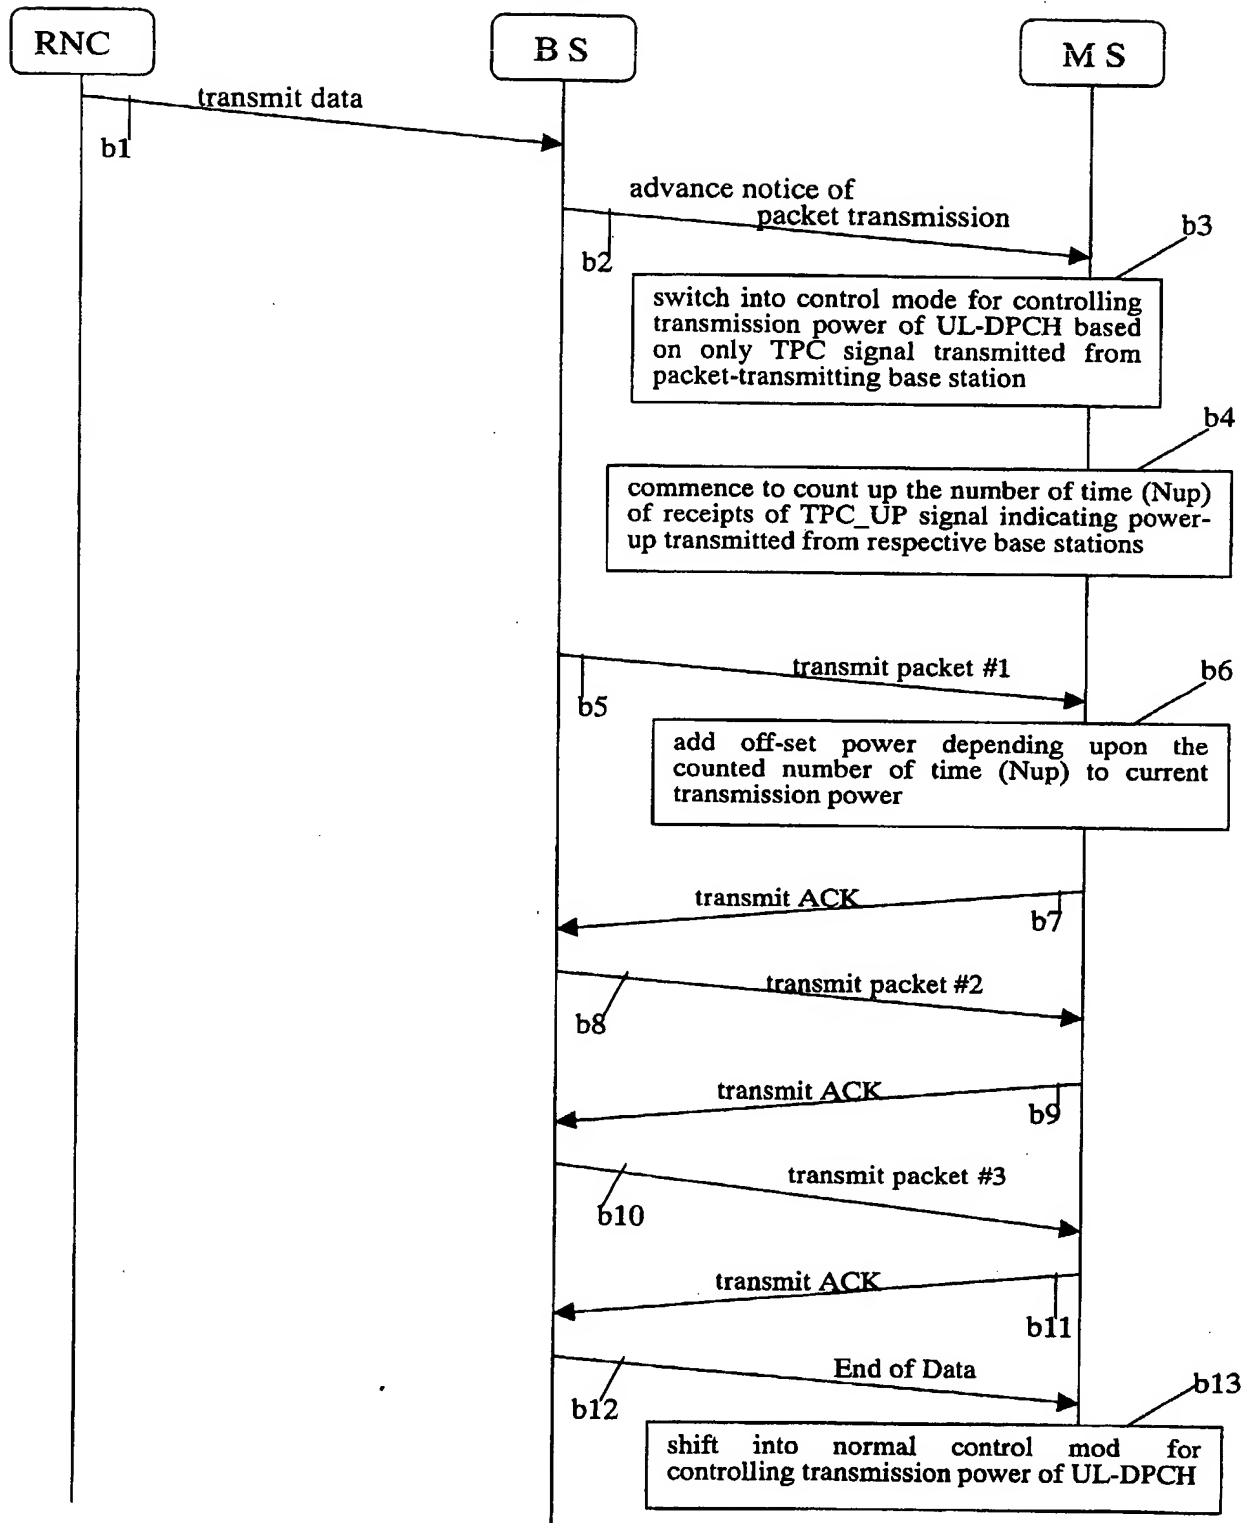 RNC
B S
M S
transmit data
b1
advance notice of
packet transmission
b2
b3
switch into control mode for controlling
transmission power of UL-DPCH based
on only TPC signal transmitted from
packet-transmitting base station
b4
commence to count up the number of time (Nup)
of receipts of TPC_UP signal indicating power-
up transmitted from respective base stations
transmit packet #1
b5
b6
add off-set power depending upon the
counted number of time (Nup) to current
transmission power
transmit ACK
b7
transmit packet #2
b8
transmit ACK
b9
transmit packet #3
b10
transmit ACK
b11
End of Data
b12
b13
shift into normal control mod for
controlling transmission power of UL-DPCH